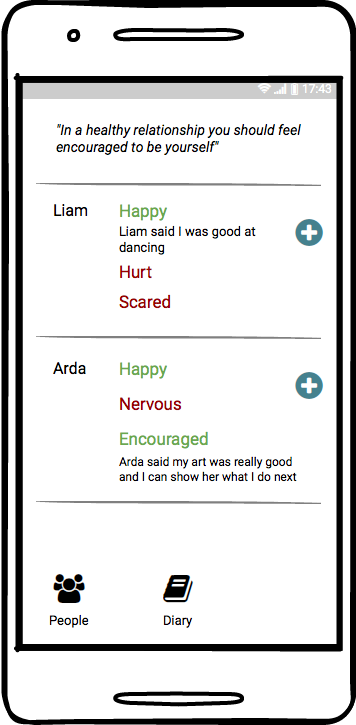 17:43
"In a healthy relationship you should feel
encouraged to be yourself"
Liam
Happy
Liam said I was good at
dancing
Hurt
Scared
Arda
Happy
Nervous
Encouraged
Arda said my art was really good
and I can show her what I do next
People
Diary